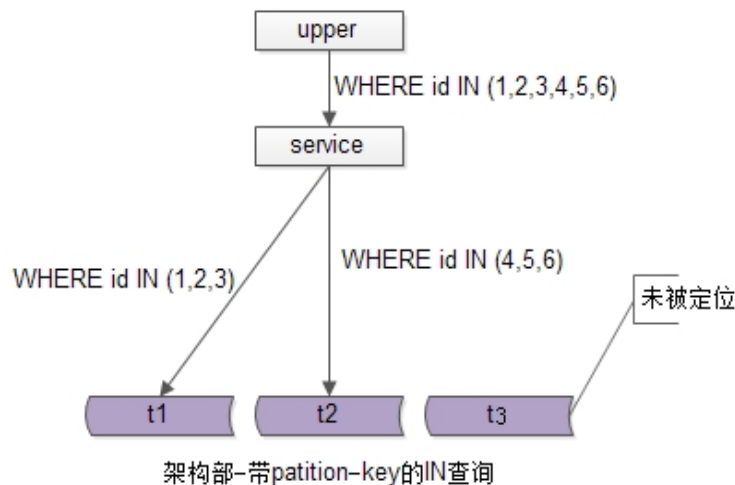 upper
WHERE id IN (1,2,3,4,5,6)
service
WHERE id IN (1,2,3)
WHERE id IN (4,5,6)
未被定位
t1
t2
t3
架构部-带patition-key的IN查询